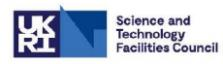 UK
RI
Science and
Technology
Facilities Council